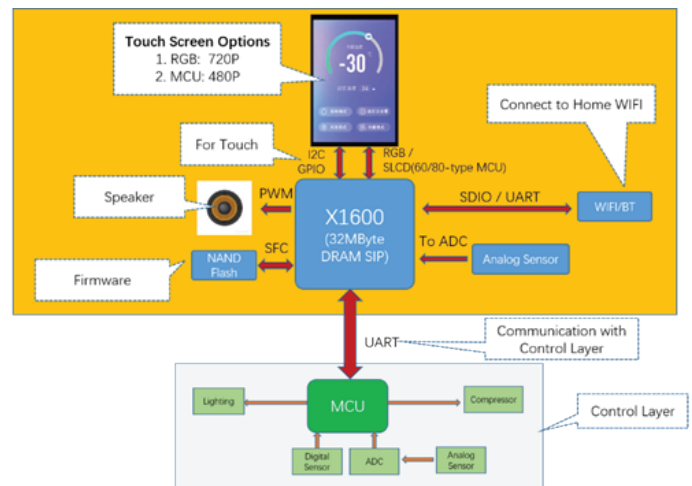 Touch Screen Options
1. RGB: 720P
2. MCU: 480P
-30
Connect to Home WIFI
For Touch
I2C
GPIO
RGB /
SLCD(60/80-type MCU)
Speaker
PWM
X1600
(32MByte
DRAM SIP)
SDIO / UART
WIFI/BT
SFC
To ADC
NAND
Flash
Analog Sensor
Firmware
UART
Communication with
Control Layer
Lighting
MCU
Compressor
Control Layer
Digital
Sensor
ADC
Analog
Sensor